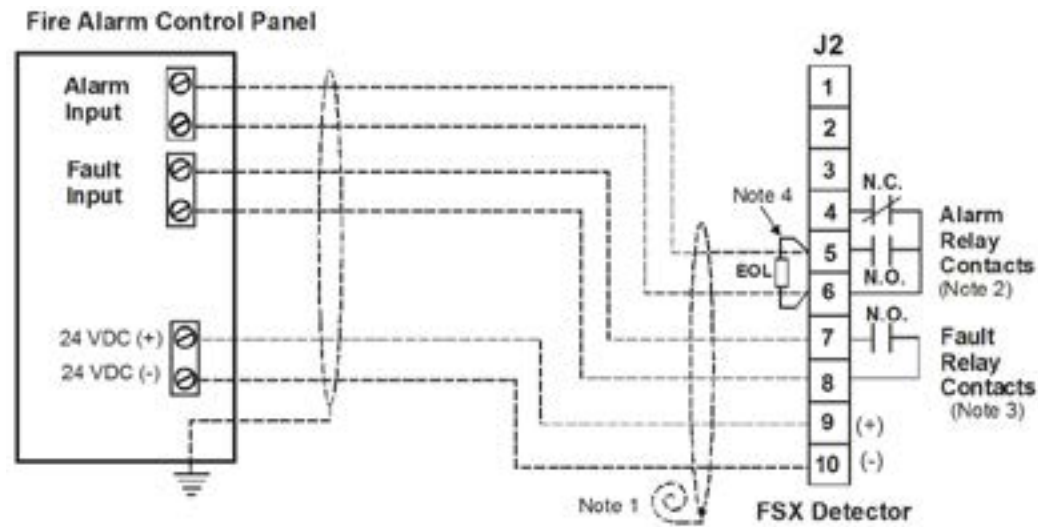 Fire Alarm Control Panel
J2
Alarm
Input
Fault
Input
24 VDC (+)
24 VDC (-)
Note 4
EOL
Note 1
1
2
3
4
5
6
7
8
9
10
N.C.
N.O.
N.O.
(+)
(-)
Alarm
Relay
Contacts
(Note 2)
Fault
Relay
Contacts
(Note 3)
FSX Detector